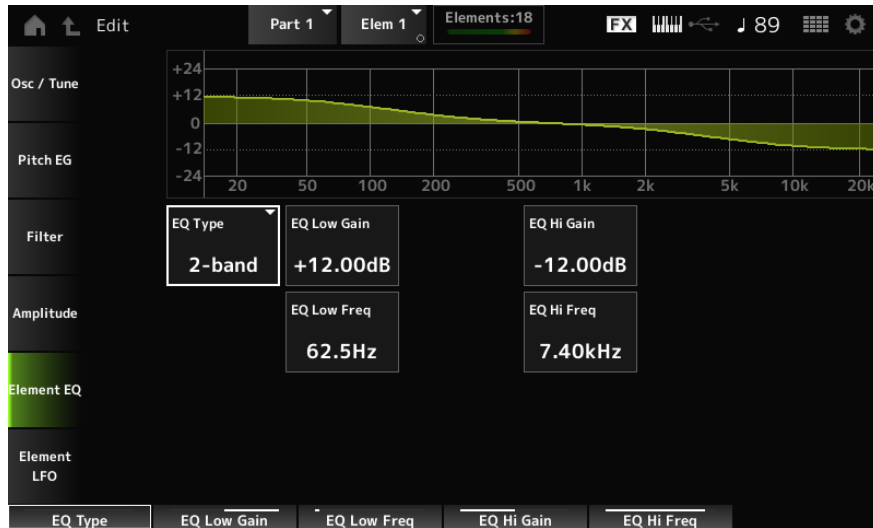 Edit Part 1 Elem 1 Elements:18 FX 89
Osc / Tune
Pitch EG
Filter
Amplitude
Element EQ
Element
LFO
+24
+12
0
-12
-24
20 50 100 200 500 1k 2k 5k 10k 20k
EQ Type EQ Low Gain EQ Hi Gain
2-band +12.00dB -12.00dB
EQ Low Freq EQ Hi Freq
62.5Hz 7.40kHz
EQ Type EQ Low Gain EQ Low Freq EQ Hi Gain EQ Hi Freq